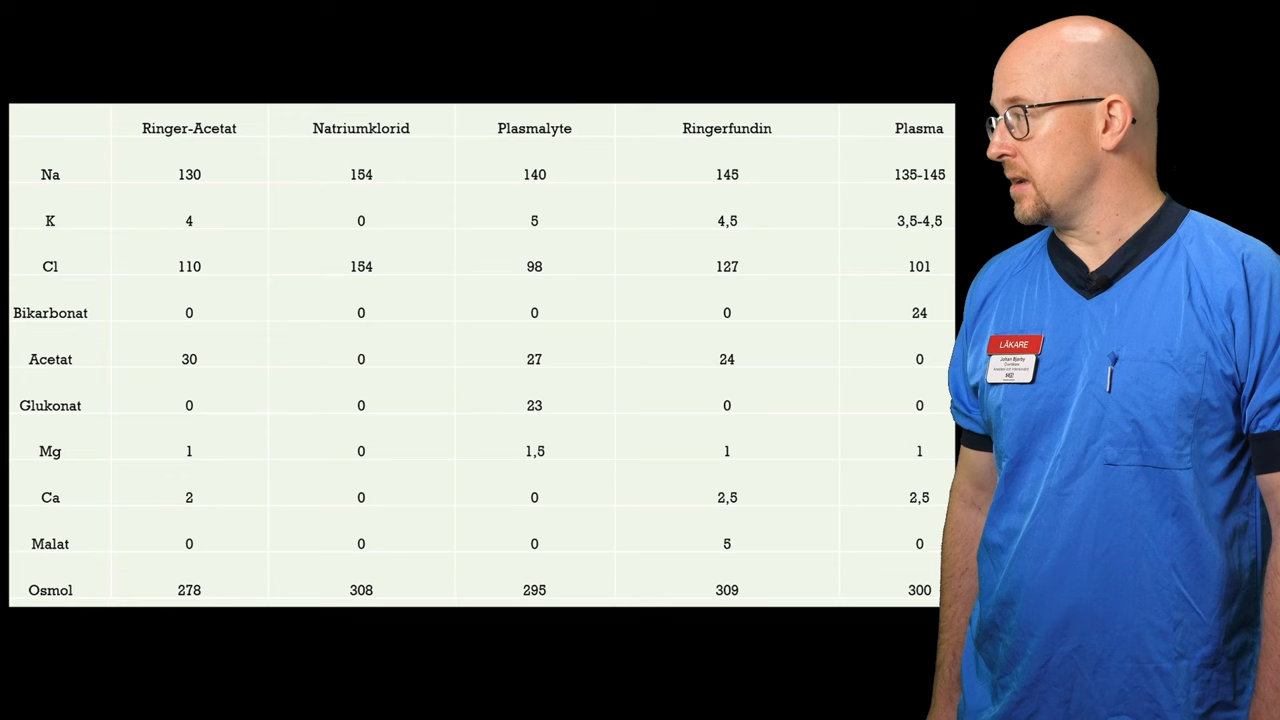 Ringer-Acetat Natriumklorid Plasmalyte Ringerfundin Plasma
Na 130 154 140 145 135-145
K 4 0 5 4,5 3,5-4,5
Cl 110 154 98 127 101
Bikarbonat 0 0 0 0 24
Acetat 30 0 27 24 0
Glukonat 0 0 23 0 0
Mg 1 0 1,5 1 1
Ca 2 0 0 2,5 2,5
Malat 0 0 0 5 0
Osmol 278 308 295 309 300
LÄKARE
Johan Bjerby